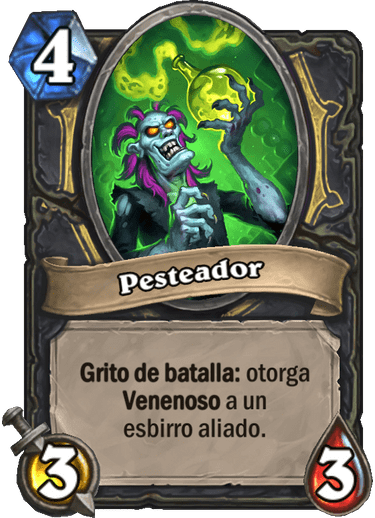 4
Pesteador
Grito de batalla: otorga
Venenoso a un
esbirro aliado.
3
3